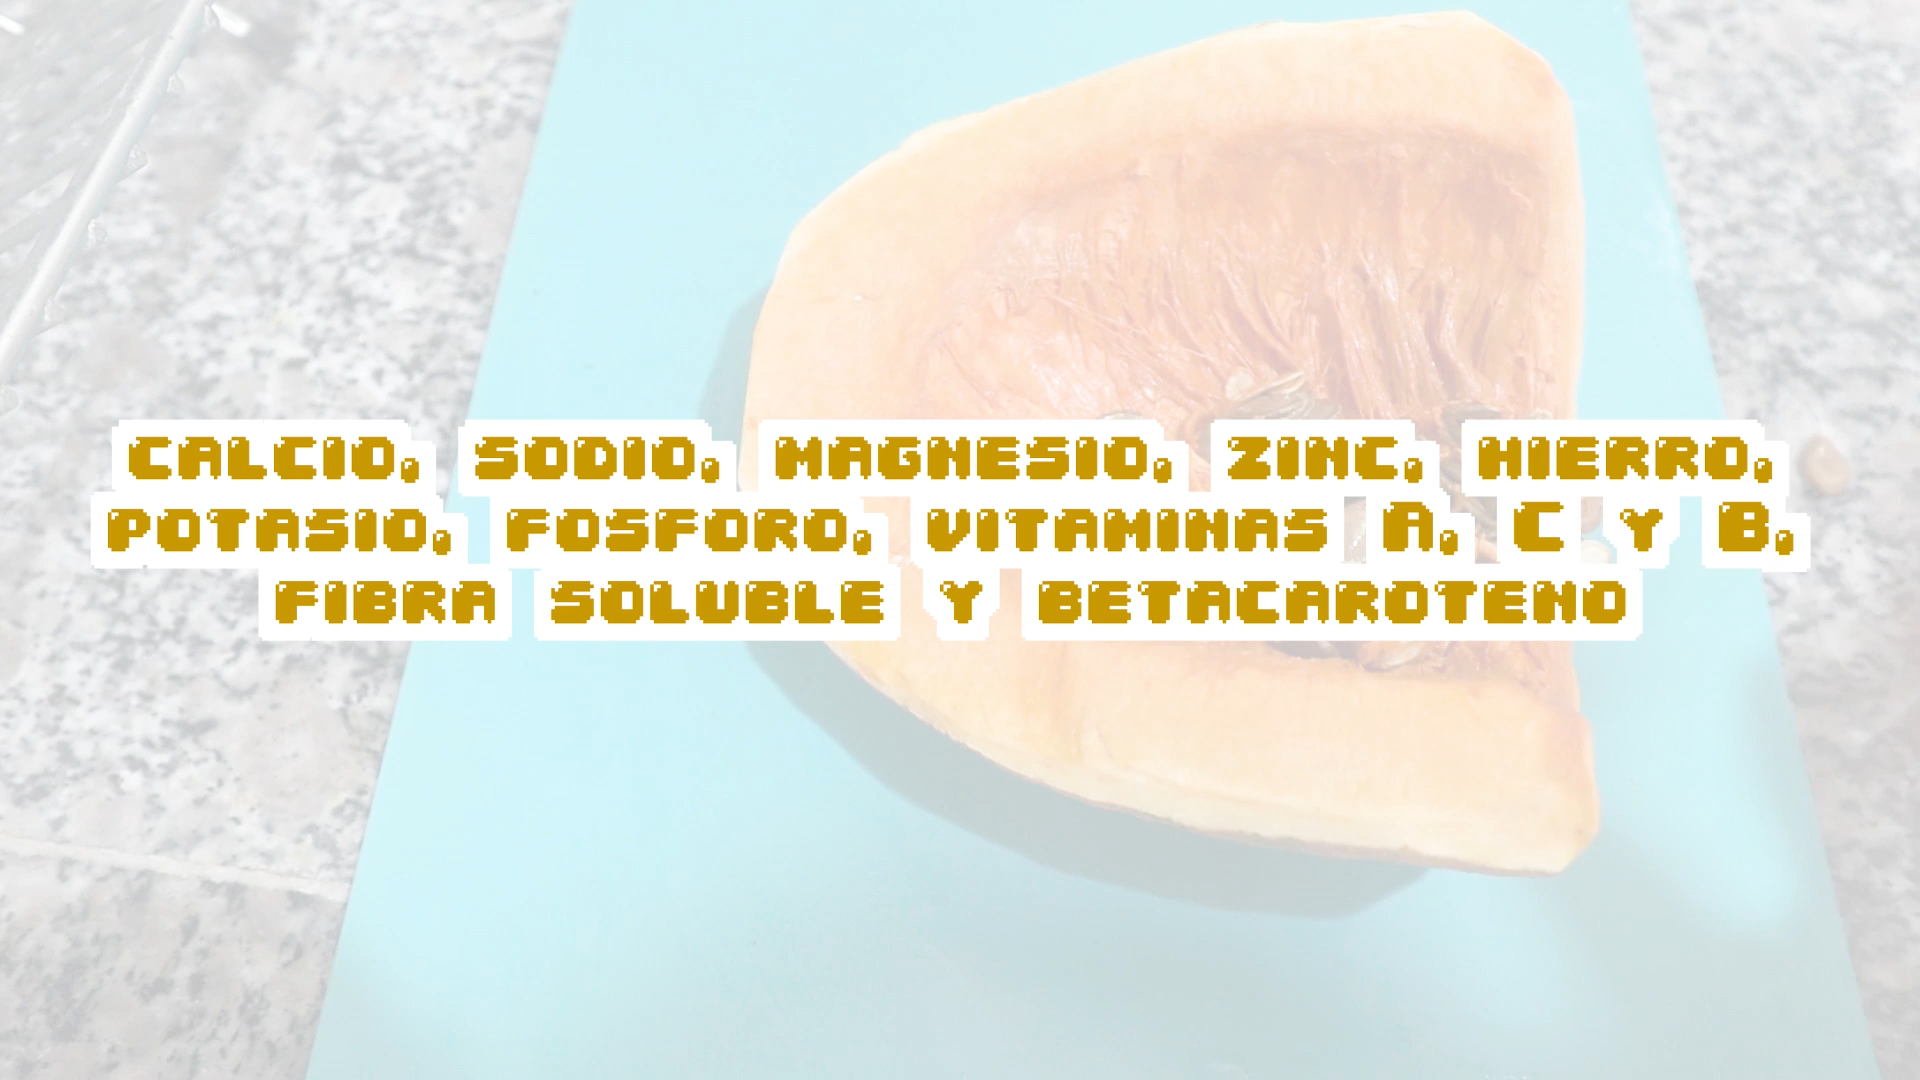 CALCIO, SODIO, MAGNESIO, ZINC, HIERRO,
POTASIO, FOSFORO, VITAMINAS A, C Y B,
FIBRA SOLUBLE Y BETACAROTENO